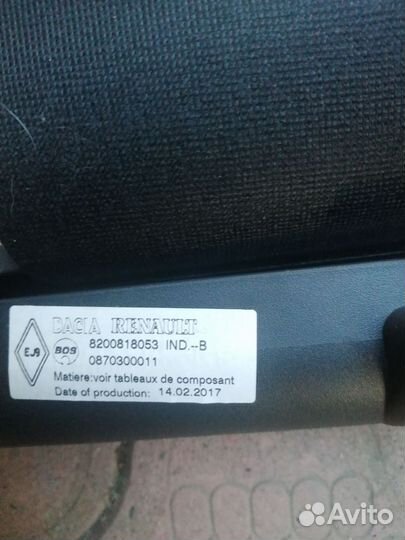 DACIA RENAULT
EJ9 BOS 8200818053 IND.--B
0870300011
Matiere:voir tableaux de composant
Date of production: 14.02.2017
Avito